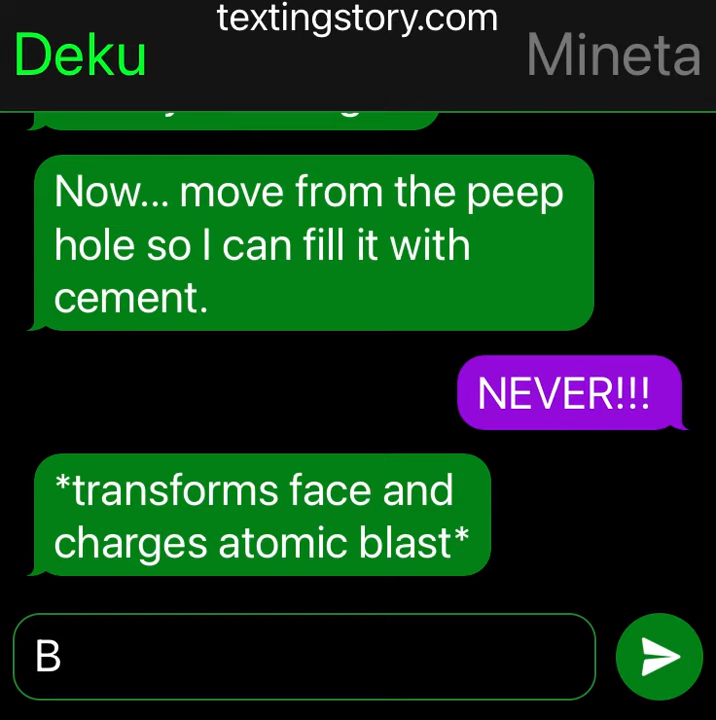 textingstory.com
Deku
Mineta
Now... move from the peep
hole so I can fill it with
cement.
NEVER!!!
*transforms face and
charges atomic blast*
B